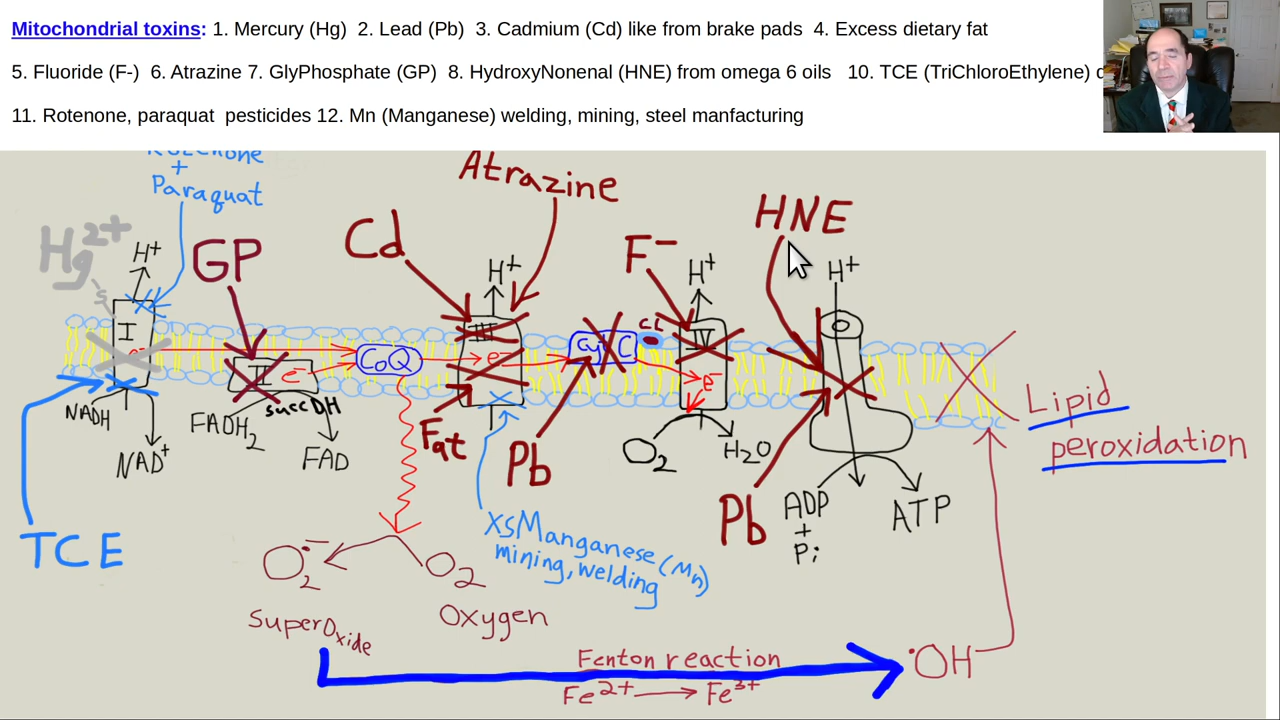 Mitochondrial toxins: 1. Mercury (Hg)  2. Lead (Pb)  3. Cadmium (Cd) like from brake pads  4. Excess dietary fat
5. Fluoride (F-)  6. Atrazine 7. GlyPhosphate (GP)  8. HydroxyNonenal (HNE) from omega 6 oils  10. TCE (TriChloroEthylene)
11. Rotenone, paraquat  pesticides 12. Mn (Manganese) welding, mining, steel manfacturing
+
Paraquat
Atrazine
HNE
Hg2+
H+
GP
Cd
F-
H+
H+
H+
S
I
III
Cyt C
cl
IV
e-
II
e-
CoQ
e-
e-
NADH
succDH
FADH2
NAD+
FAD
Fat
Pb
O2
H2O
Lipid
peroxidation
Pb
ADP
+
Pi
ATP
TCE
XsManganese (Mn)
mining, welding
O2•-
O2
SuperOxide
Oxygen
Fenton reaction
Fe2+ → Fe3+
•OH